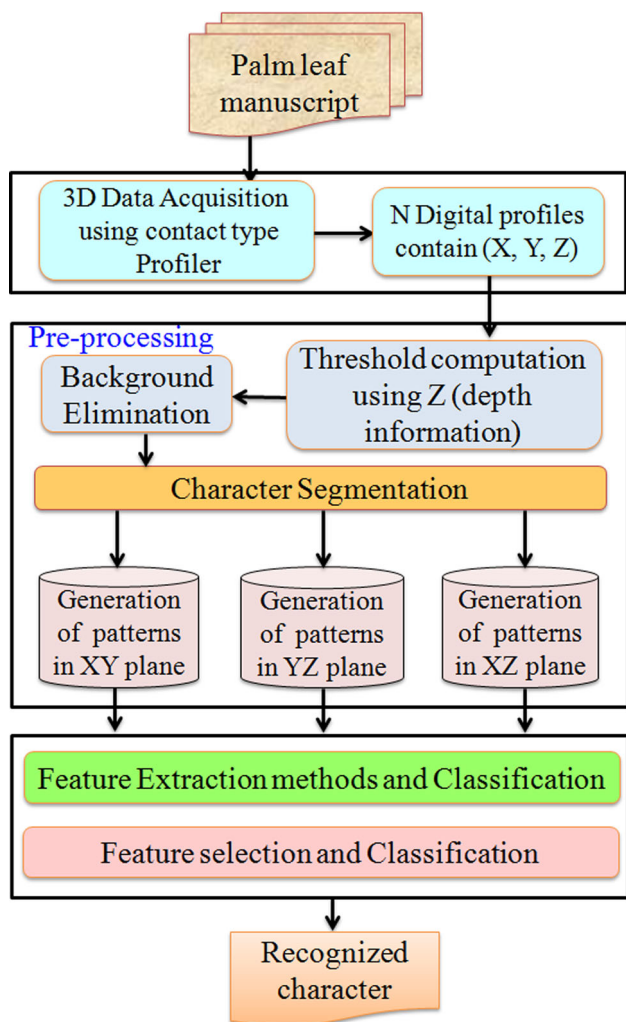 Palm leaf
manuscript
3D Data Acquisition
using contact type
Profiler
N Digital profiles
contain (X, Y, Z)
Pre-processing
Threshold computation
using Z (depth
information)
Background
Elimination
Character Segmentation
Generation
of patterns
in XY plane
Generation
of patterns
in YZ plane
Generation
of patterns
in XZ plane
Feature Extraction methods and Classification
Feature selection and Classification
Recognized
character